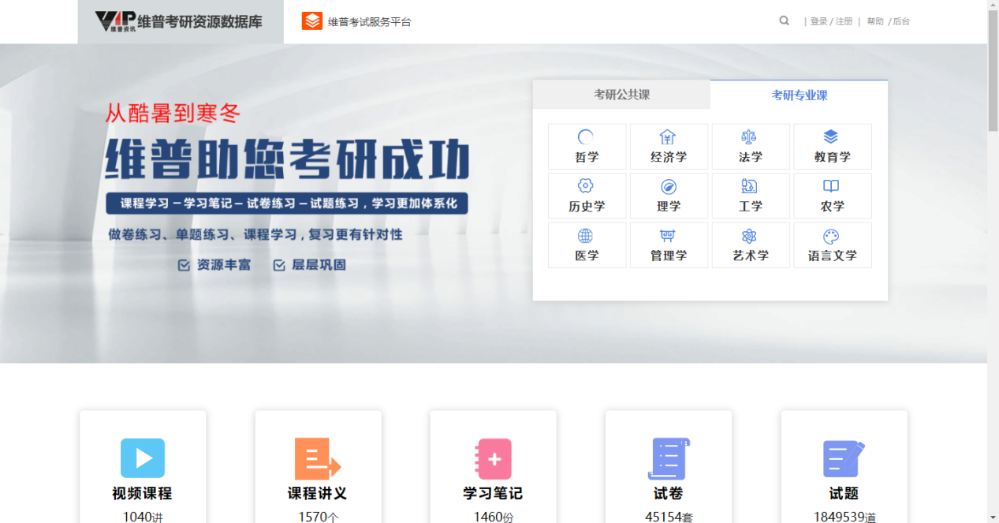 VIP维普资讯 维普考研资源数据库
维普考试服务平台
| 登录 / 注册 | 帮助 / 后台
从酷暑到寒冬
维普助您考研成功
课程学习－学习笔记－试卷练习－试题练习，学习更加体系化
做卷练习、单题练习、课程学习，复习更有针对性
资源丰富 层层巩固
考研公共课 考研专业课
哲学 经济学 法学 教育学
历史学 理学 工学 农学
医学 管理学 艺术学 语言文学
视频课程 课程讲义 学习笔记 试卷 试题
1040讲 1570个 1460份 45154套 1849539道